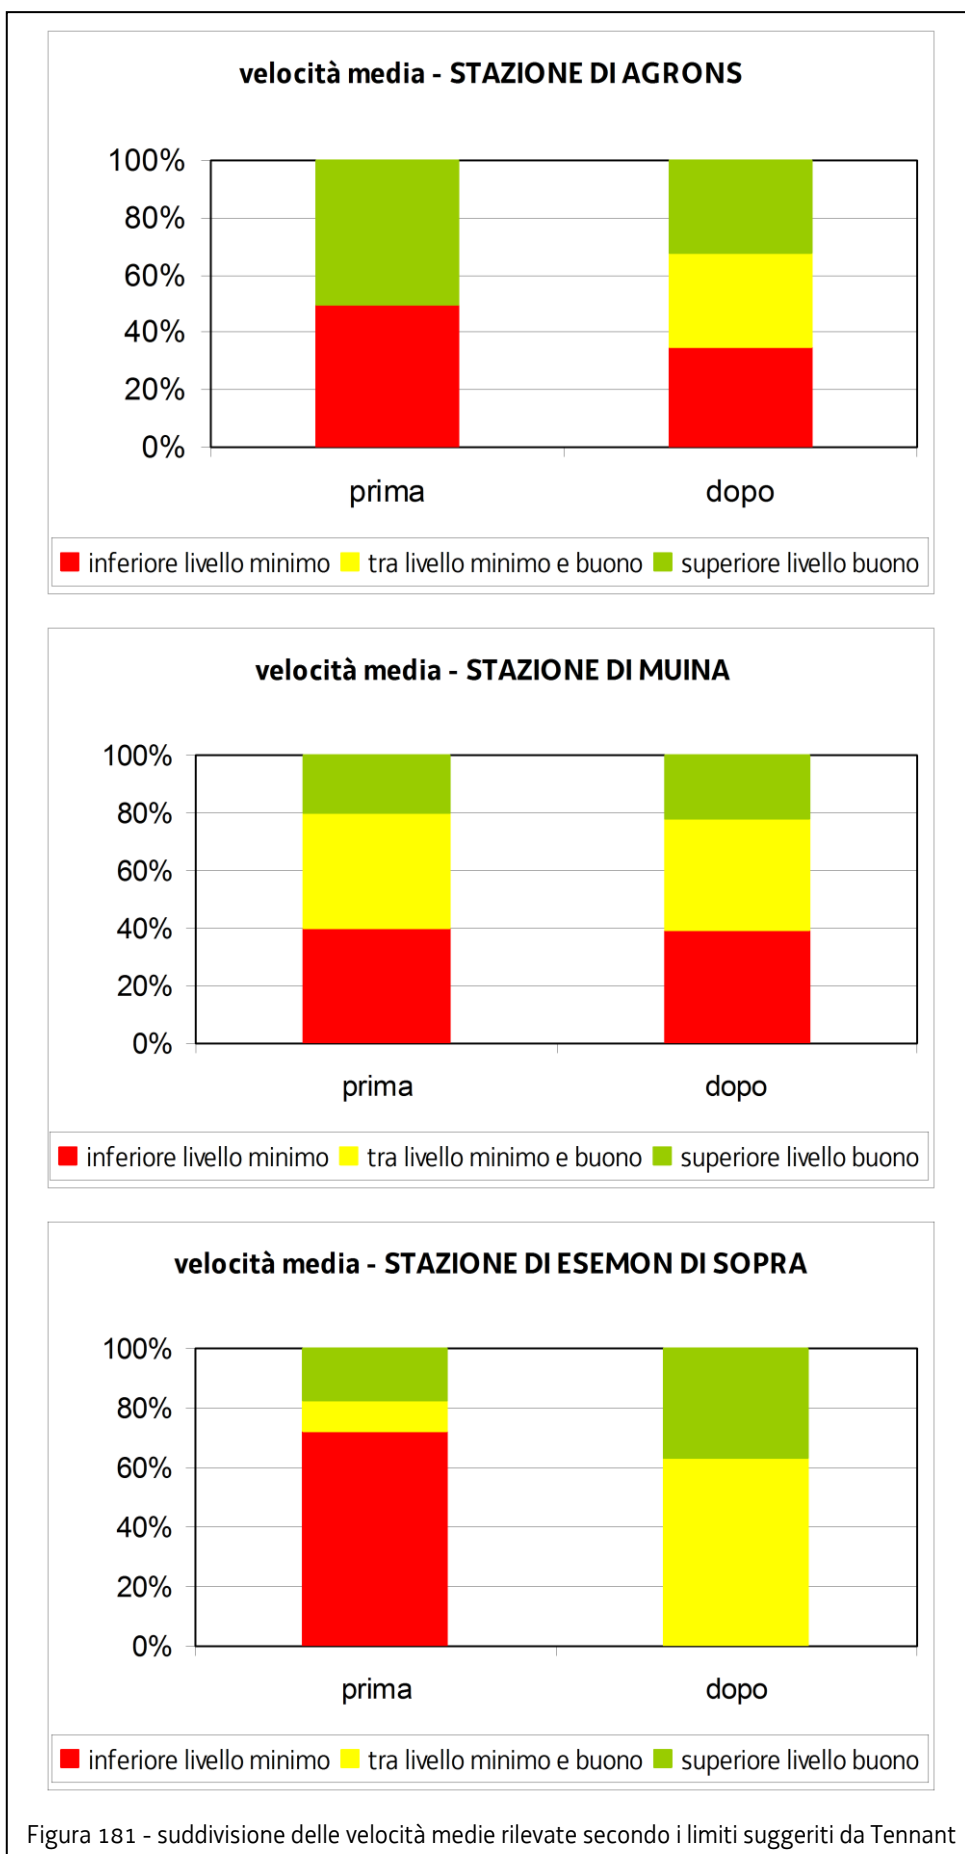 velocità media - STAZIONE DI AGRONS
100%
80%
60%
40%
20%
0%
prima dopo
inferiore livello minimo tra livello minimo e buono superiore livello buono
velocità media - STAZIONE DI MUINA
100%
80%
60%
40%
20%
0%
prima dopo
inferiore livello minimo tra livello minimo e buono superiore livello buono
velocità media - STAZIONE DI ESEMON DI SOPRA
100%
80%
60%
40%
20%
0%
prima dopo
inferiore livello minimo tra livello minimo e buono superiore livello buono
Figura 181 - suddivisione delle velocità medie rilevate secondo i limiti suggeriti da Tennant